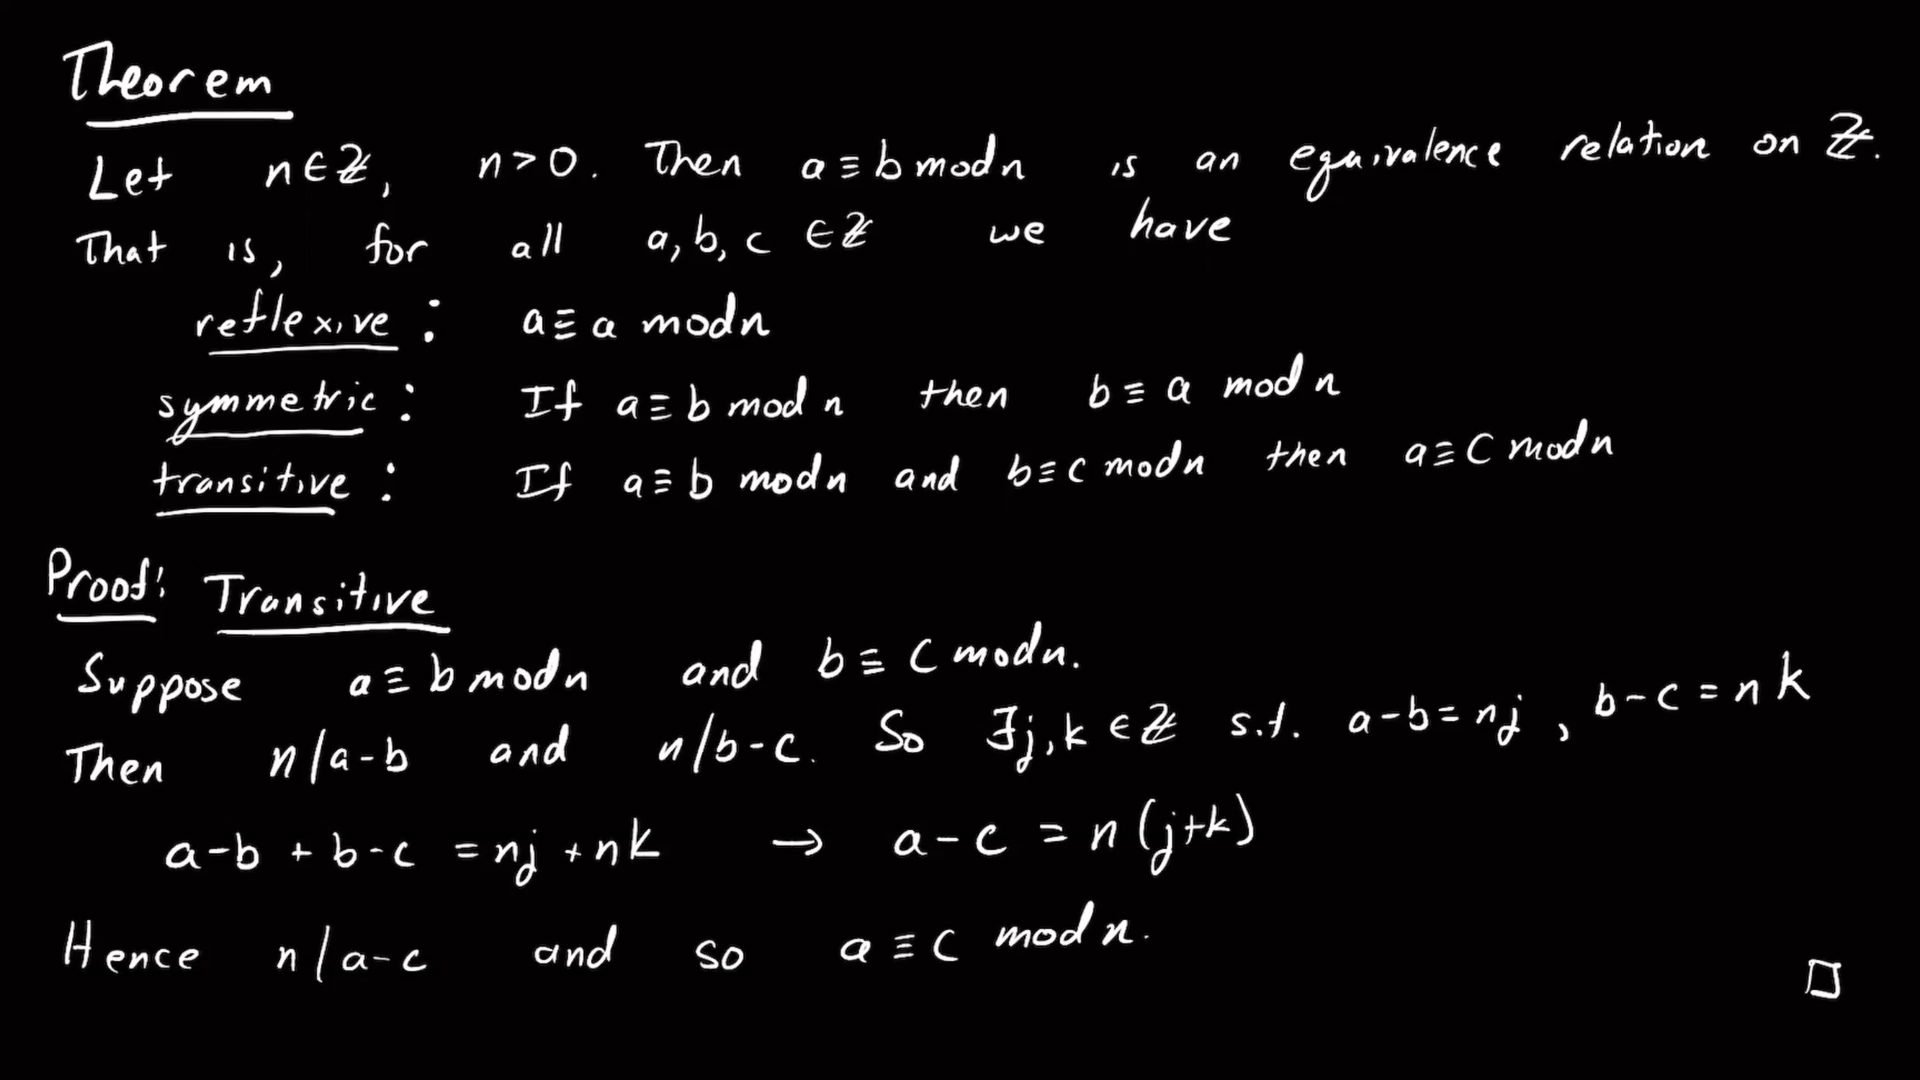 Theorem
Let n∈ℤ, n>0. Then a≡b mod n is an equivalence relation on ℤ.
That is, for all a,b,c ∈ℤ we have
reflexive: a≡a mod n
symmetric: If a≡b mod n then b≡a mod n
transitive: If a≡b mod n and b≡c mod n then a≡c mod n
Proof: Transitive
Suppose a≡b mod n and b≡c mod n.
Then n/a-b and n/b-c. So ∃j,k∈ℤ s.t. a-b=nj, b-c=nk
a-b + b-c = nj + nk → a-c = n(j+k)
Hence n/a-c and so a≡c mod n.
□